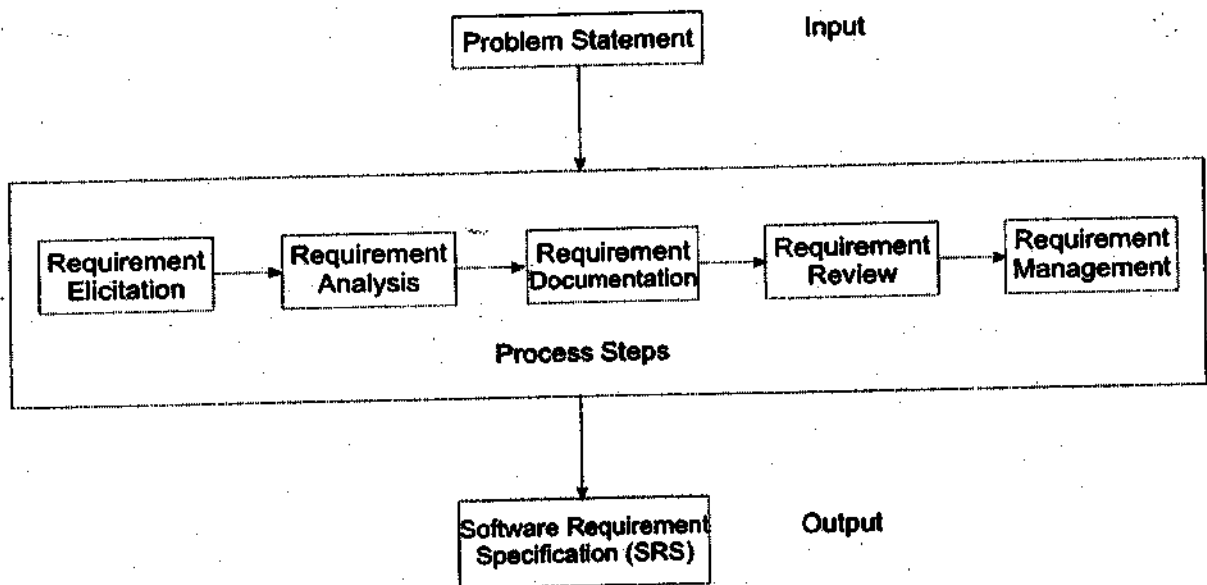 Problem Statement
Input
Requirement
Elicitation
Requirement
Analysis
Requirement
Documentation
Requirement
Review
Requirement
Management
Process Steps
Software Requirement
Specification (SRS)
Output